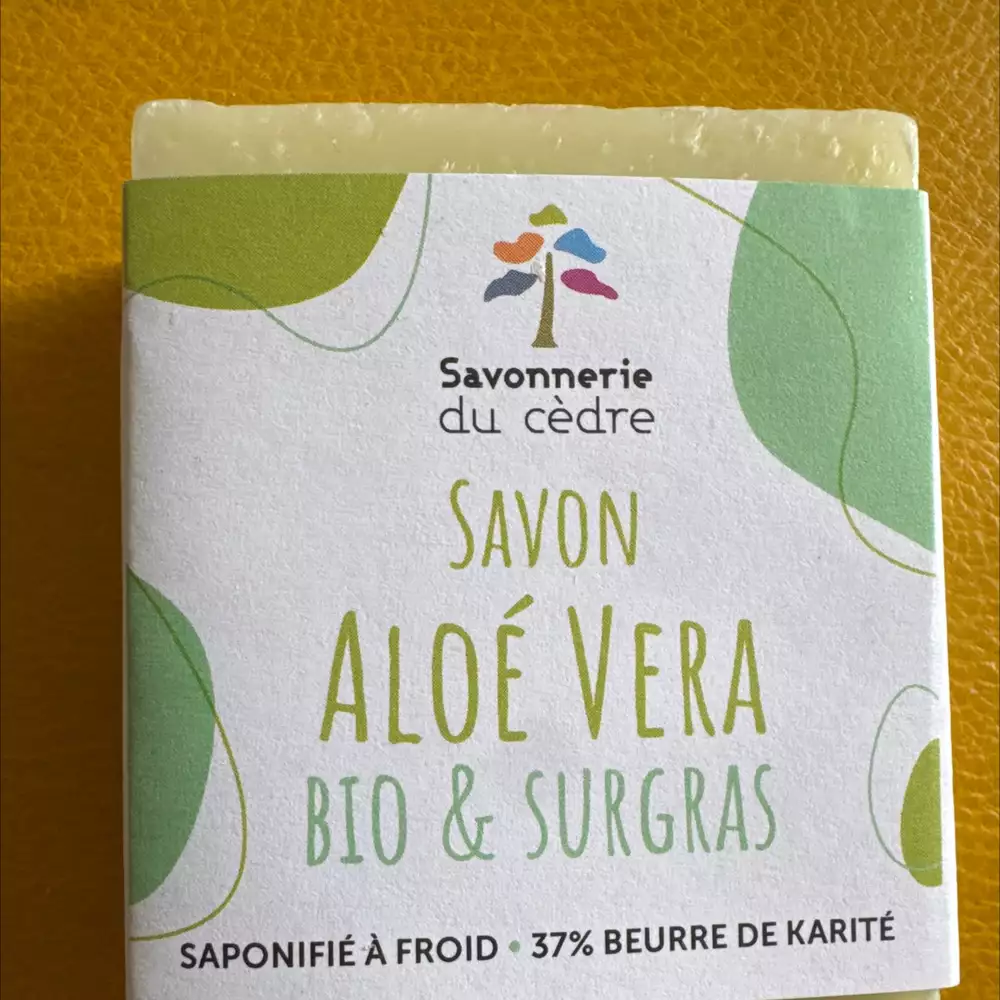 Savonnerie
du cèdre
SAVON
ALOÉ VERA
BIO & SURGRAS
SAPONIFIÉ À FROID • 37% BEURRE DE KARITÉ